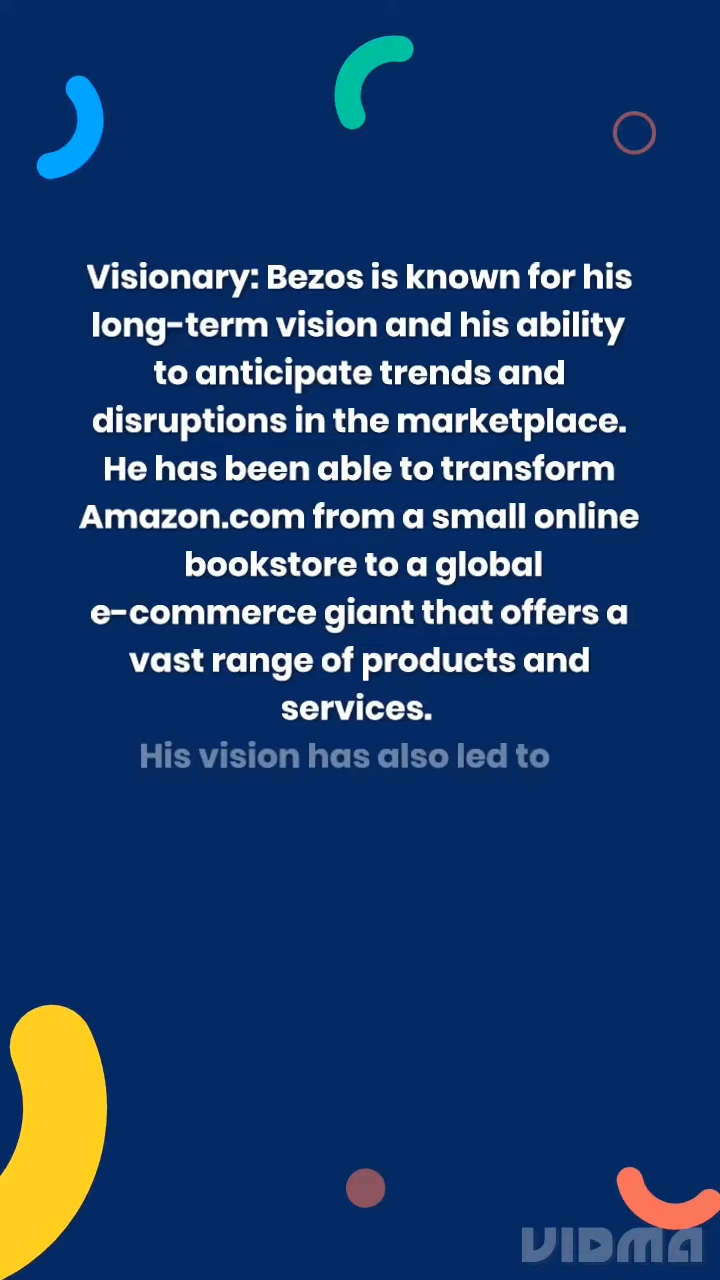 Visionary: Bezos is known for his
long-term vision and his ability
to anticipate trends and
disruptions in the marketplace.
He has been able to transform
Amazon.com from a small online
bookstore to a global
e-commerce giant that offers a
vast range of products and
services.
His vision has also led to
VIDMA